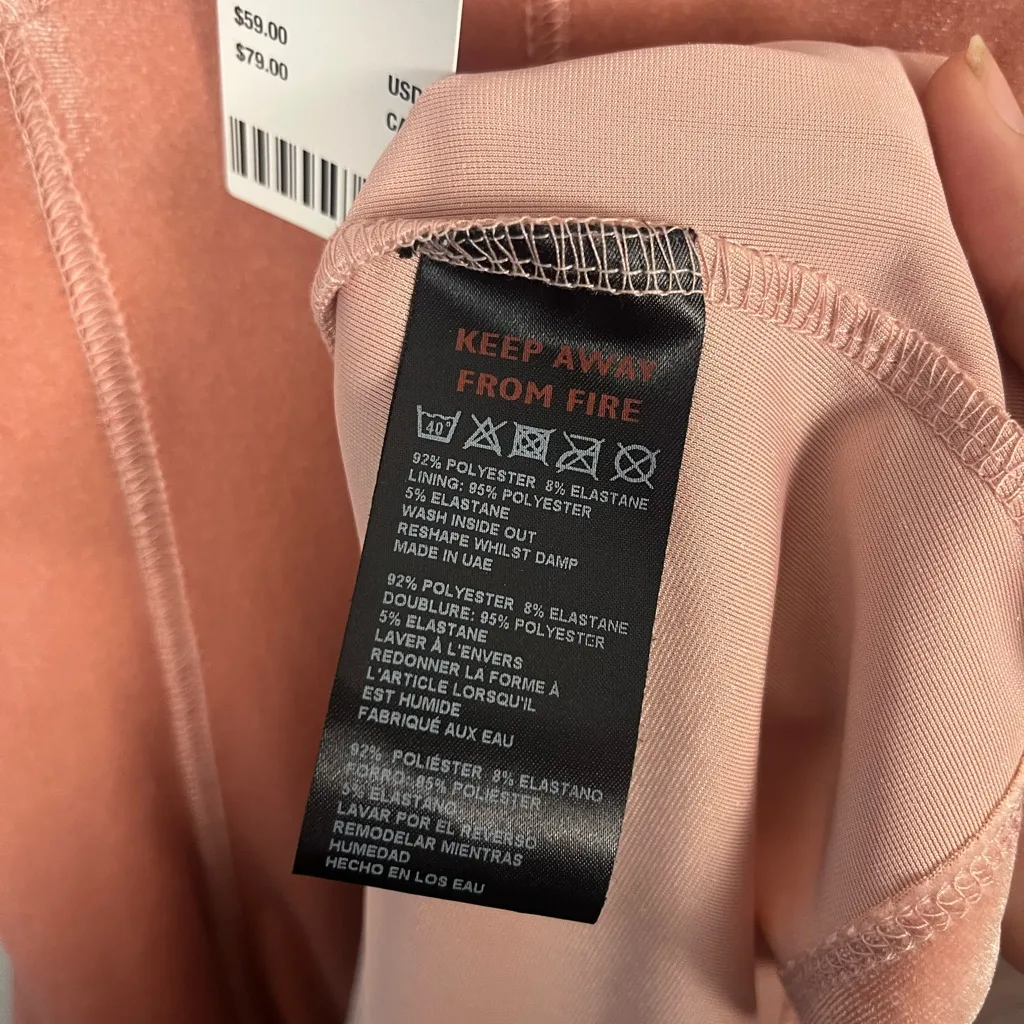 $59.00
$79.00
KEEP AWAY
FROM FIRE
40°
92% POLYESTER 8% ELASTANE
LINING: 95% POLYESTER
5% ELASTANE
WASH INSIDE OUT
RESHAPE WHILST DAMP
MADE IN UAE
92% POLYESTER 8% ELASTANE
DOUBLURE: 95% POLYESTER
5% ELASTANE
LAVER À L'ENVERS
REDONNER LA FORME À
L'ARTICLE LORSQU'IL
EST HUMIDE
FABRIQUÉ AUX EAU
92% POLIÉSTER 8% ELASTANO
FORRO: 95% POLIÉSTER
5% ELASTANO
LAVAR POR EL REVERSO
REMODELAR MIENTRAS
HUMEDAD
HECHO EN LOS EAU